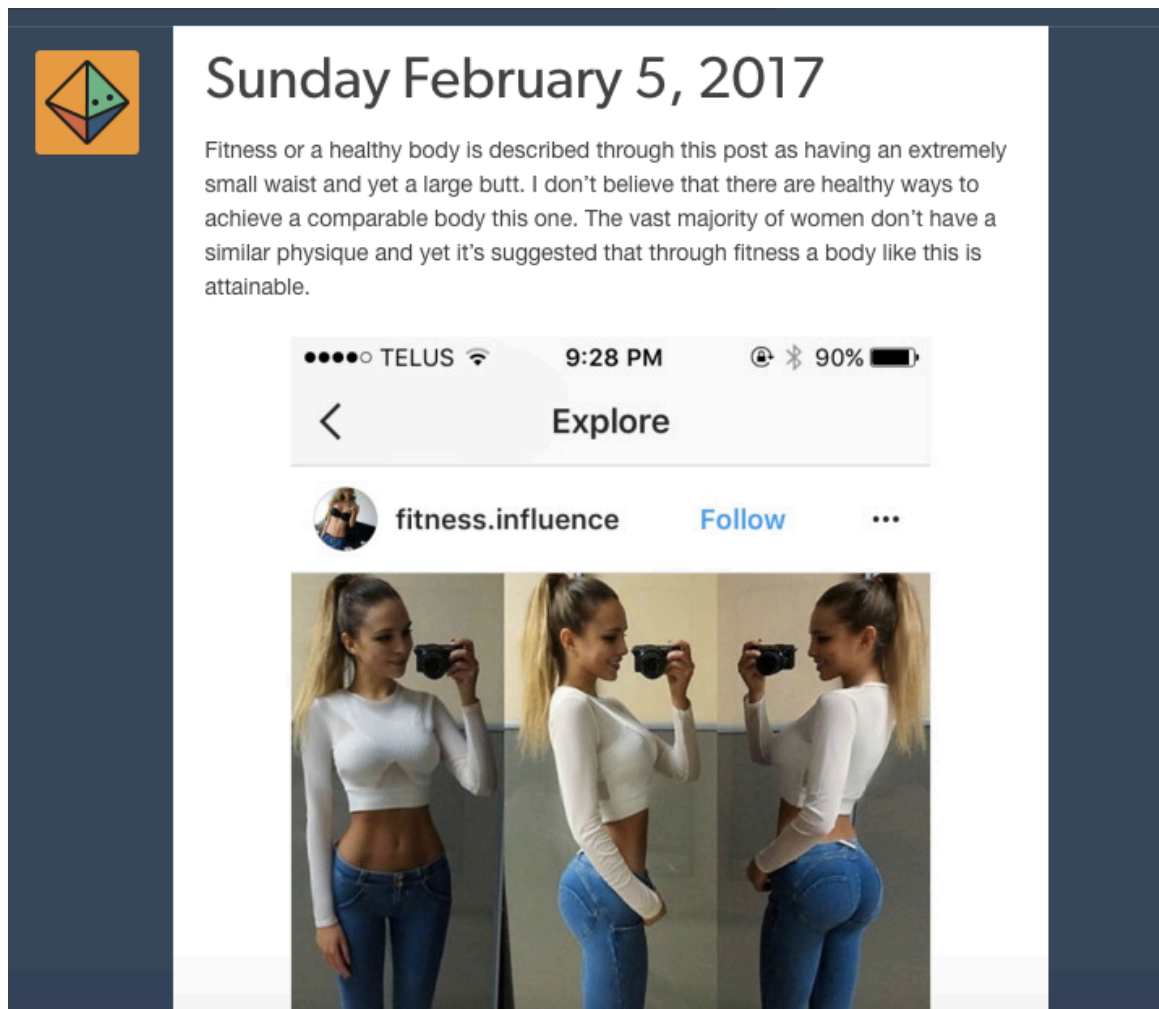 Sunday February 5, 2017
Fitness or a healthy body is described through this post as having an extremely
small waist and yet a large butt. I don’t believe that there are healthy ways to
achieve a comparable body this one. The vast majority of women don’t have a
similar physique and yet it’s suggested that through fitness a body like this is
attainable.
TELUS 9:28 PM 90%
Explore
fitness.influence Follow